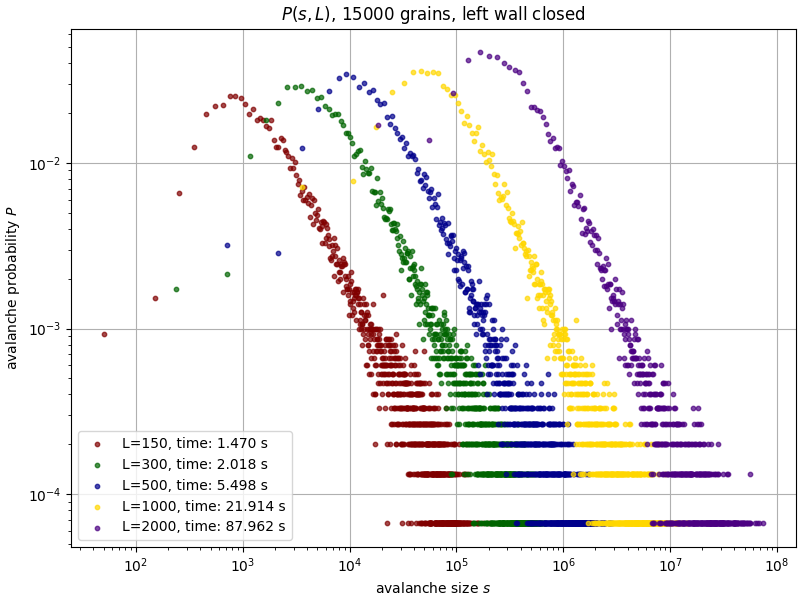 P(s, L), 15000 grains, left wall closed
avalanche probability P
10⁻²
10⁻³
10⁻⁴
L=150, time: 1.470 s
L=300, time: 2.018 s
L=500, time: 5.498 s
L=1000, time: 21.914 s
L=2000, time: 87.962 s
10² 10³ 10⁴ 10⁵ 10⁶ 10⁷ 10⁸
avalanche size s